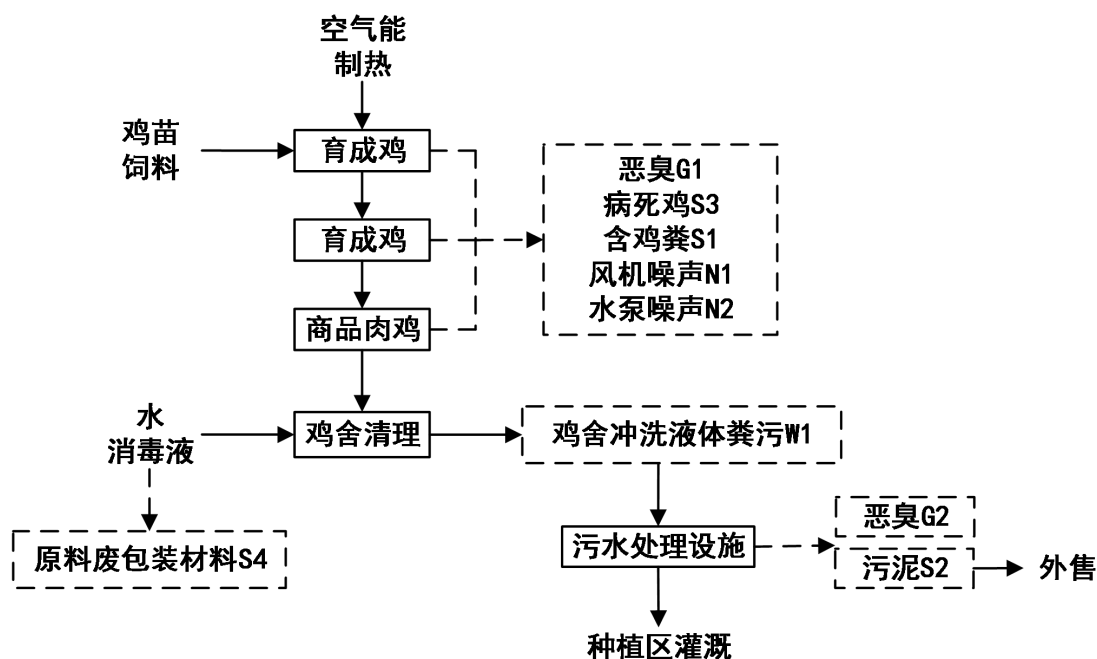 空气能
制热
鸡苗
饲料
育成鸡
恶臭G1
病死鸡S3
含鸡粪S1
风机噪声N1
水泵噪声N2
育成鸡
商品肉鸡
水
消毒液
鸡舍清理
鸡舍冲洗液体粪污W1
原料废包装材料S4
污水处理设施
恶臭G2
污泥S2
外售
种植区灌溉